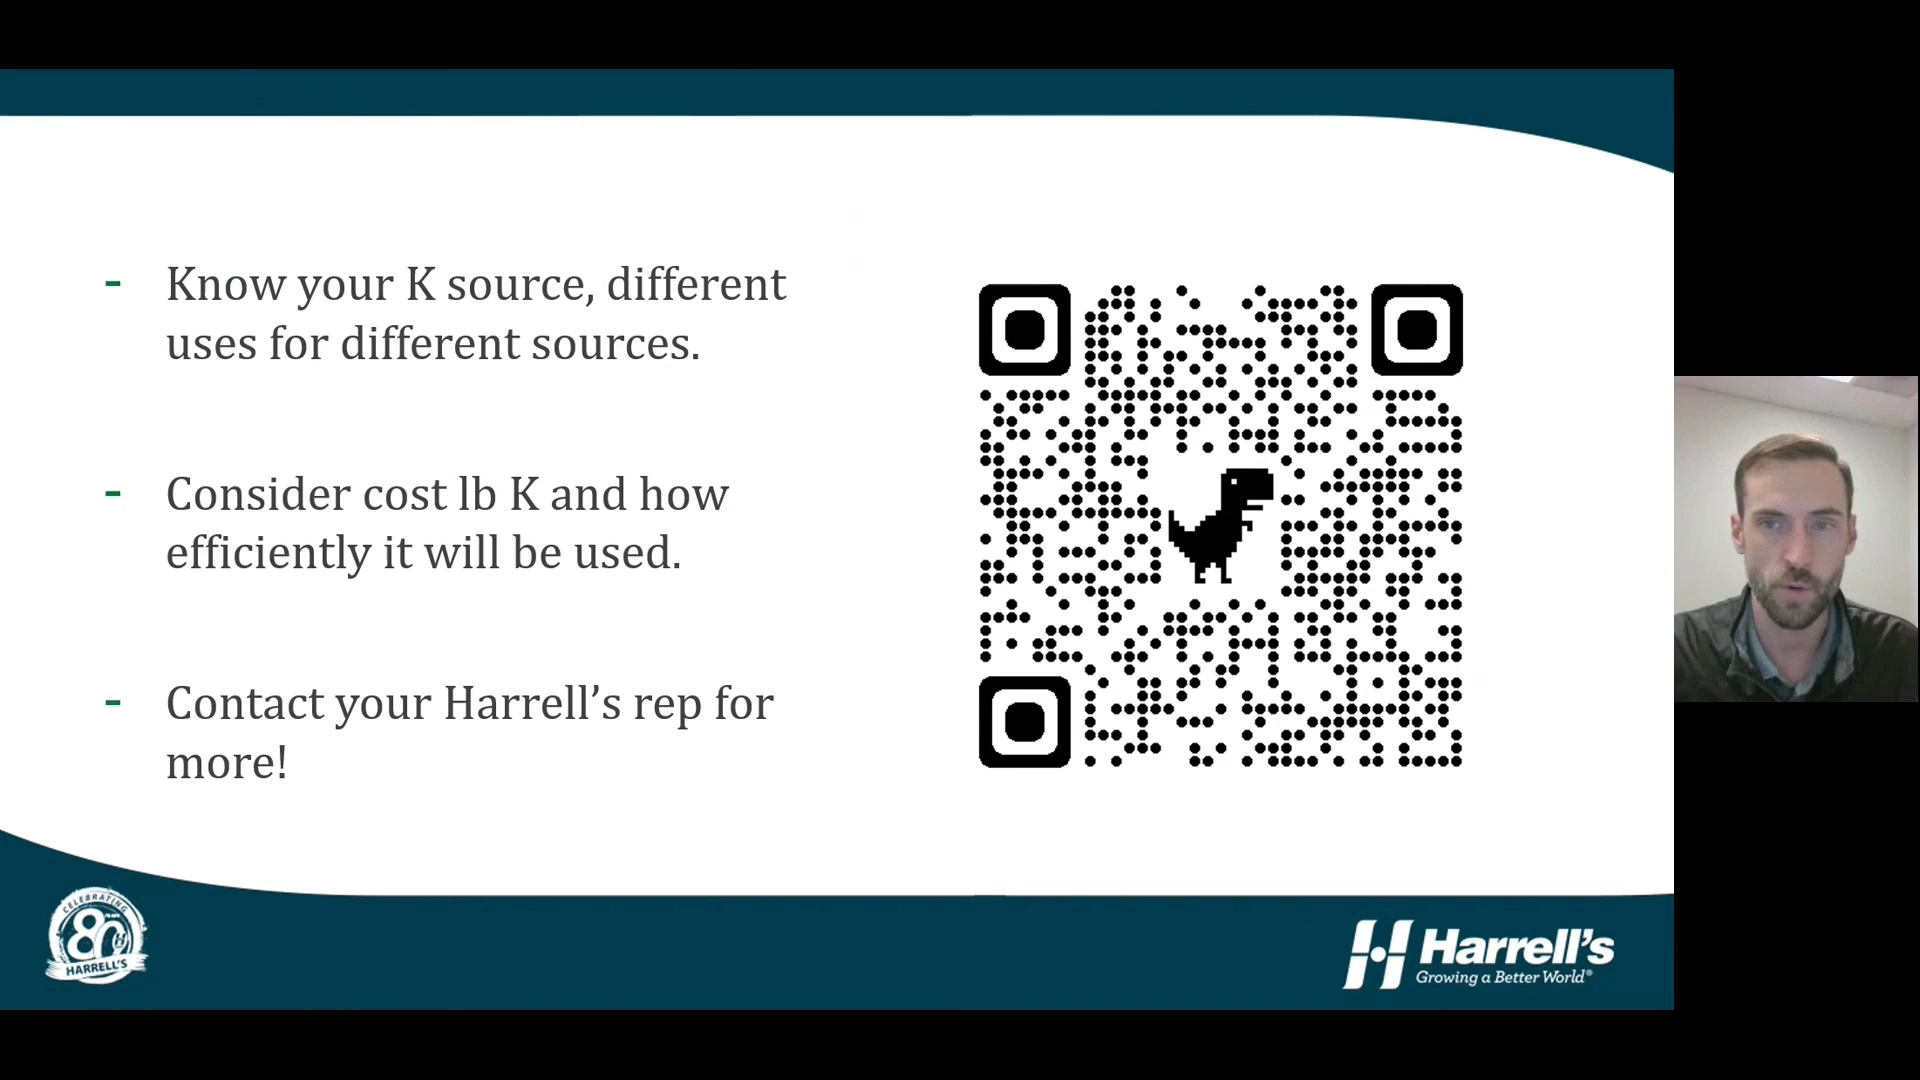 - Know your K source, different
uses for different sources.
- Consider cost lb K and how
efficiently it will be used.
- Contact your Harrell’s rep for
more!
CELEBRATING
80
YEARS
HARRELL'S
Harrell's
Growing a Better World®